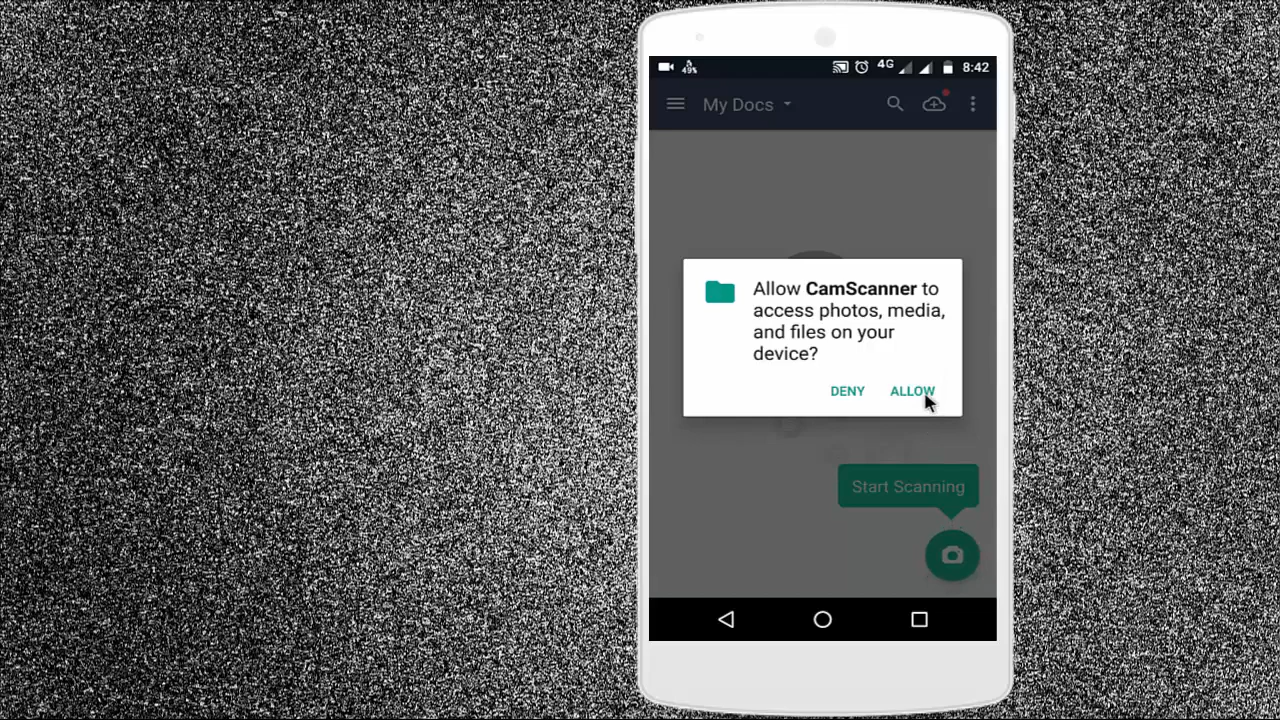 49%
4G
8:42
My Docs
Allow CamScanner to
access photos, media,
and files on your
device?
DENY ALLOW
Start Scanning